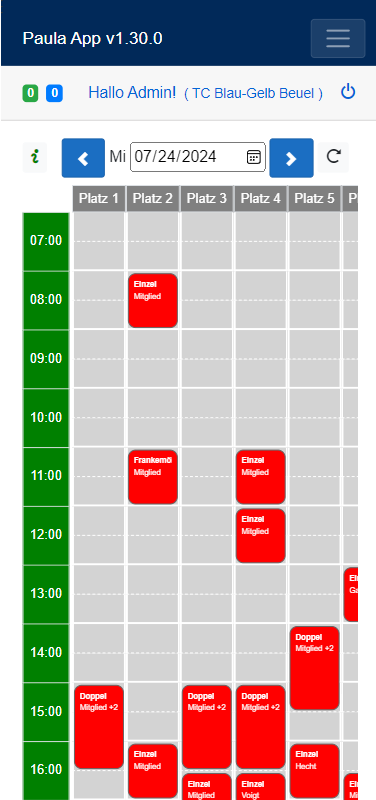 Paula App v1.30.0
0 0 Hallo Admin! ( TC Blau-Gelb Beuel )
i Mi 07/24/2024
Platz 1 Platz 2 Platz 3 Platz 4 Platz 5 P
07:00
08:00
Einzel
Mitglied
09:00
10:00
11:00
Frankemö
Mitglied
Einzel
Mitglied
12:00
Einzel
Mitglied
13:00
Ei
Ga
14:00
Doppel
Mitglied +2
15:00
Doppel
Mitglied +2
Doppel
Mitglied +2
Doppel
Mitglied +2
16:00
Einzel
Mitglied
Einzel
Mitglied
Einzel
Voigt
Einzel
Hecht
Ei
Mi